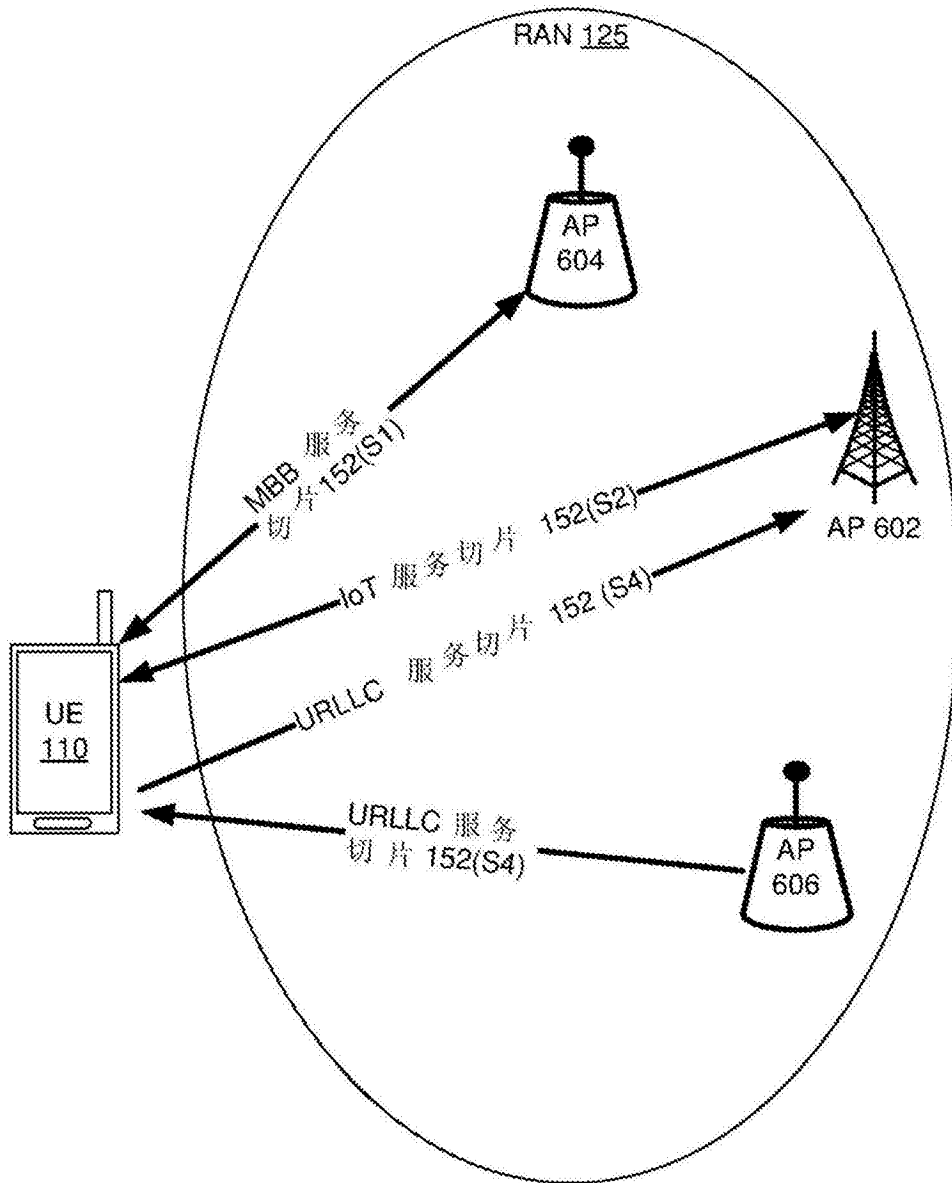 RAN 125
AP
604
MBB 服务
切片 152(S1)
AP 602
IoT 服务切片 152(S2)
URLLC 服务切片 152 (S4)
UE
110
URLLC 服务
切片 152(S4)
AP
606